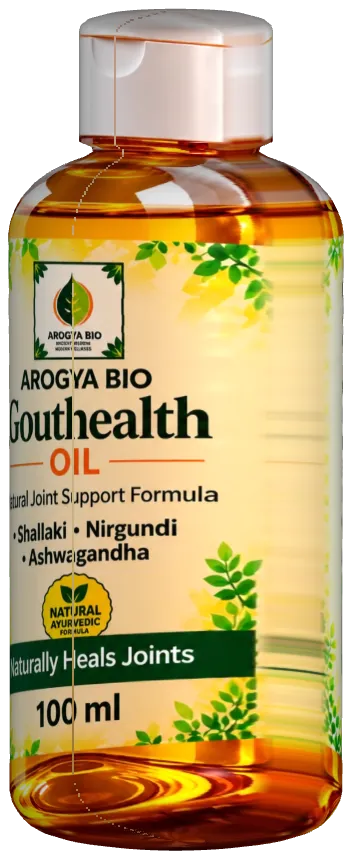 AROGYA BIO
AROGYA BIO
Gouthealth
OIL
Natural Joint Support Formula
• Shallaki • Nirgundi
• Ashwagandha
NATURAL
AYURVEDIC
FORMULA
Naturally Heals Joints
100 ml